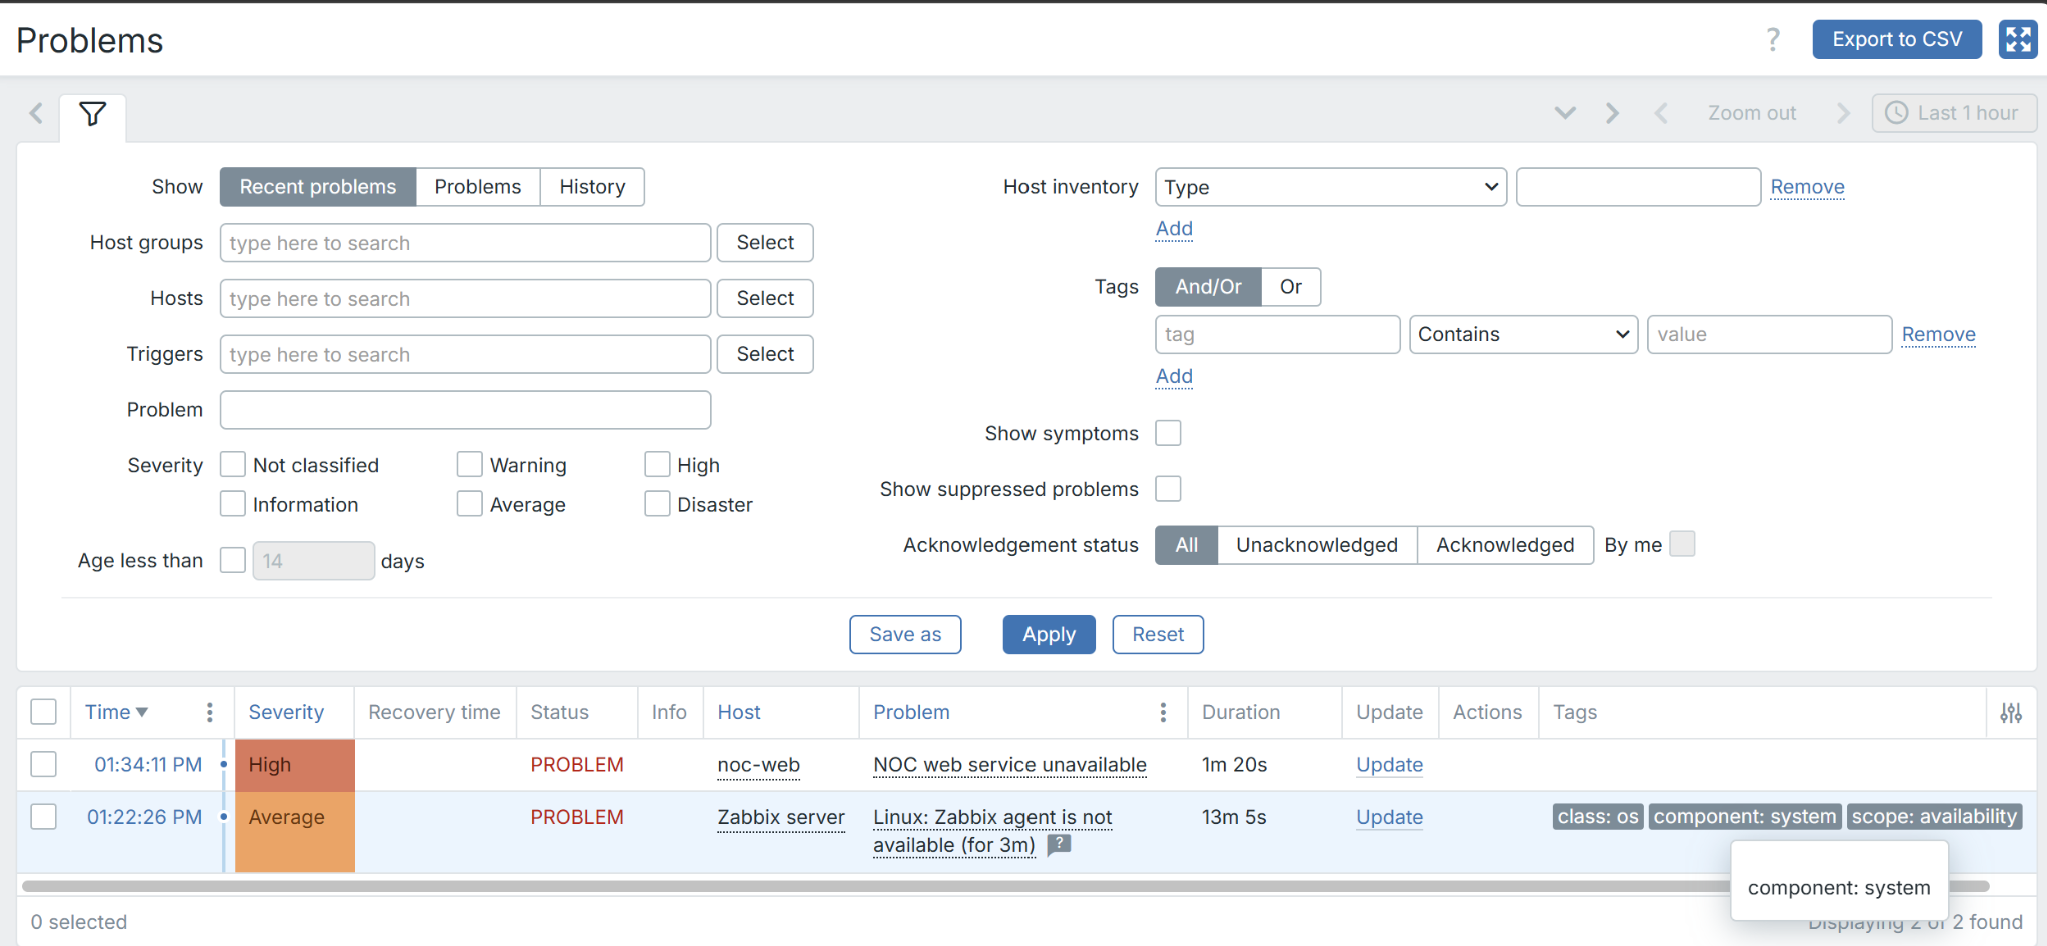 Problems
? Export to CSV
Zoom out Last 1 hour
Show Recent problems Problems History
Host groups type here to search Select
Hosts type here to search Select
Triggers type here to search Select
Problem
Severity Not classified Warning High
Information Average Disaster
Age less than 14 days
Host inventory Type Remove
Add
Tags And/Or Or
tag Contains value Remove
Add
Show symptoms
Show suppressed problems
Acknowledgement status All Unacknowledged Acknowledged By me
Save as Apply Reset
Time Severity Recovery time Status Info Host Problem Duration Update Actions Tags
01:34:11 PM High PROBLEM noc-web NOC web service unavailable 1m 20s Update
01:22:26 PM Average PROBLEM Zabbix server Linux: Zabbix agent is not 13m 5s Update class: os component: system scope: availability
available (for 3m) ?
component: system
0 selected Displaying 2 of 2 found